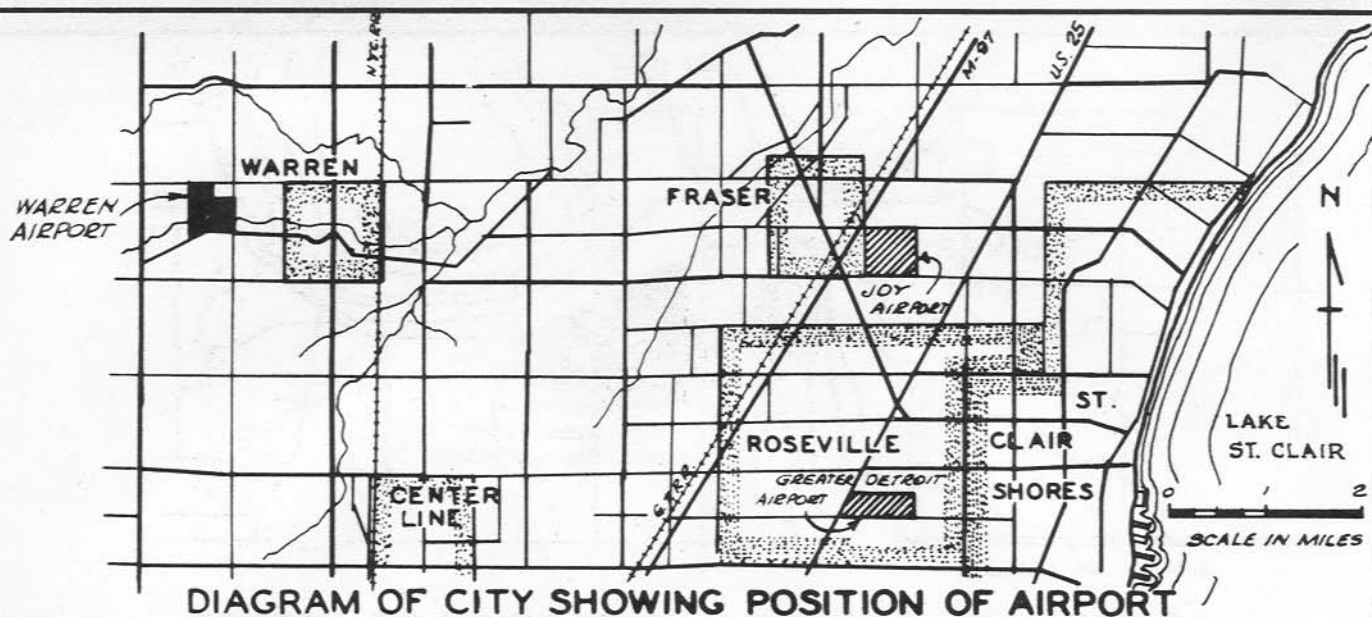 N.Y.C. RR
M-97
U.S. 25
WARREN
WARREN
AIRPORT
FRASER
N
JOY
AIRPORT
ST.
CLAIR
SHORES
LAKE
ST. CLAIR
ROSEVILLE
GREATER DETROIT
AIRPORT
CENTER
LINE
0 1 2
SCALE IN MILES
DIAGRAM OF CITY SHOWING POSITION OF AIRPORT